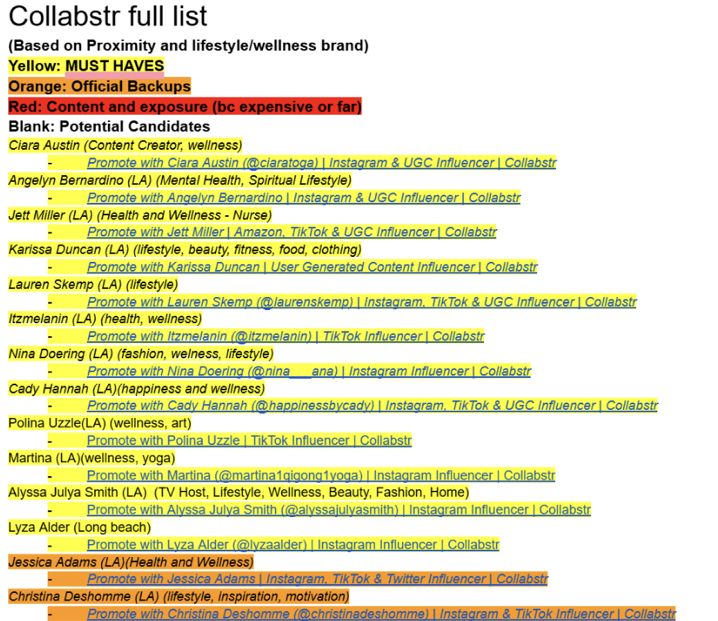 Collabstr full list
(Based on Proximity and lifestyle/wellness brand)
Yellow: MUST HAVES
Orange: Official Backups
Red: Content and exposure (bc expensive or far)
Blank: Potential Candidates
Ciara Austin (Content Creator, wellness)
- Promote with Ciara Austin (@ciaratoga) | Instagram & UGC Influencer | Collabstr
Angelyn Bernardino (LA) (Mental Health, Spiritual Lifestyle)
- Promote with Angelyn Bernardino | Instagram & UGC Influencer | Collabstr
Jett Miller (LA) (Health and Wellness - Nurse)
- Promote with Jett Miller | Amazon, TikTok & UGC Influencer | Collabstr
Karissa Duncan (LA) (lifestyle, beauty, fitness, food, clothing)
- Promote with Karissa Duncan | User Generated Content Influencer | Collabstr
Lauren Skemp (LA) (lifestyle)
- Promote with Lauren Skemp (@laurenskemp) | Instagram, TikTok & UGC Influencer | Collabstr
Itzmelanin (LA) (health, wellness)
- Promote with Itzmelanin (@itzmelanin) | TikTok Influencer | Collabstr
Nina Doering (LA) (fashion, welness, lifestyle)
- Promote with Nina Doering (@nina___ana) | Instagram Influencer | Collabstr
Cady Hannah (LA)(happiness and wellness)
- Promote with Cady Hannah (@happinessbycady) | Instagram, TikTok & UGC Influencer | Collabstr
Polina Uzzle(LA) (wellness, art)
- Promote with Polina Uzzle | TikTok Influencer | Collabstr
Martina (LA)(wellness, yoga)
- Promote with Martina (@martina1qigong1yoga) | Instagram Influencer | Collabstr
Alyssa Julya Smith (LA) (TV Host, Lifestyle, Wellness, Beauty, Fashion, Home)
- Promote with Alyssa Julya Smith (@alyssajulyasmith) | Instagram Influencer | Collabstr
Lyza Alder (Long beach)
- Promote with Lyza Alder (@lyzaalder) | Instagram Influencer | Collabstr
Jessica Adams (LA)(Health and Wellness)
- Promote with Jessica Adams | Instagram, TikTok & Twitter Influencer | Collabstr
Christina Deshomme (LA) (lifestyle, inspiration, motivation)
- Promote with Christina Deshomme (@christinadeshomme) | Instagram & TikTok Influencer | Collabstr